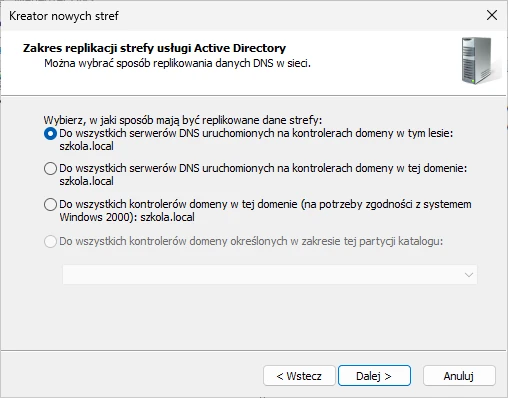 Kreator nowych stref
Zakres replikacji strefy usługi Active Directory
Można wybrać sposób replikowania danych DNS w sieci.
Wybierz, w jaki sposób mają być replikowane dane strefy:
Do wszystkich serwerów DNS uruchomionych na kontrolerach domeny w tym lesie:
szkola.local
Do wszystkich serwerów DNS uruchomionych na kontrolerach domeny w tej domenie:
szkola.local
Do wszystkich kontrolerów domeny w tej domenie (na potrzeby zgodności z systemem
Windows 2000): szkola.local
Do wszystkich kontrolerów domeny określonych w zakresie tej partycji katalogu:
< Wstecz
Dalej >
Anuluj